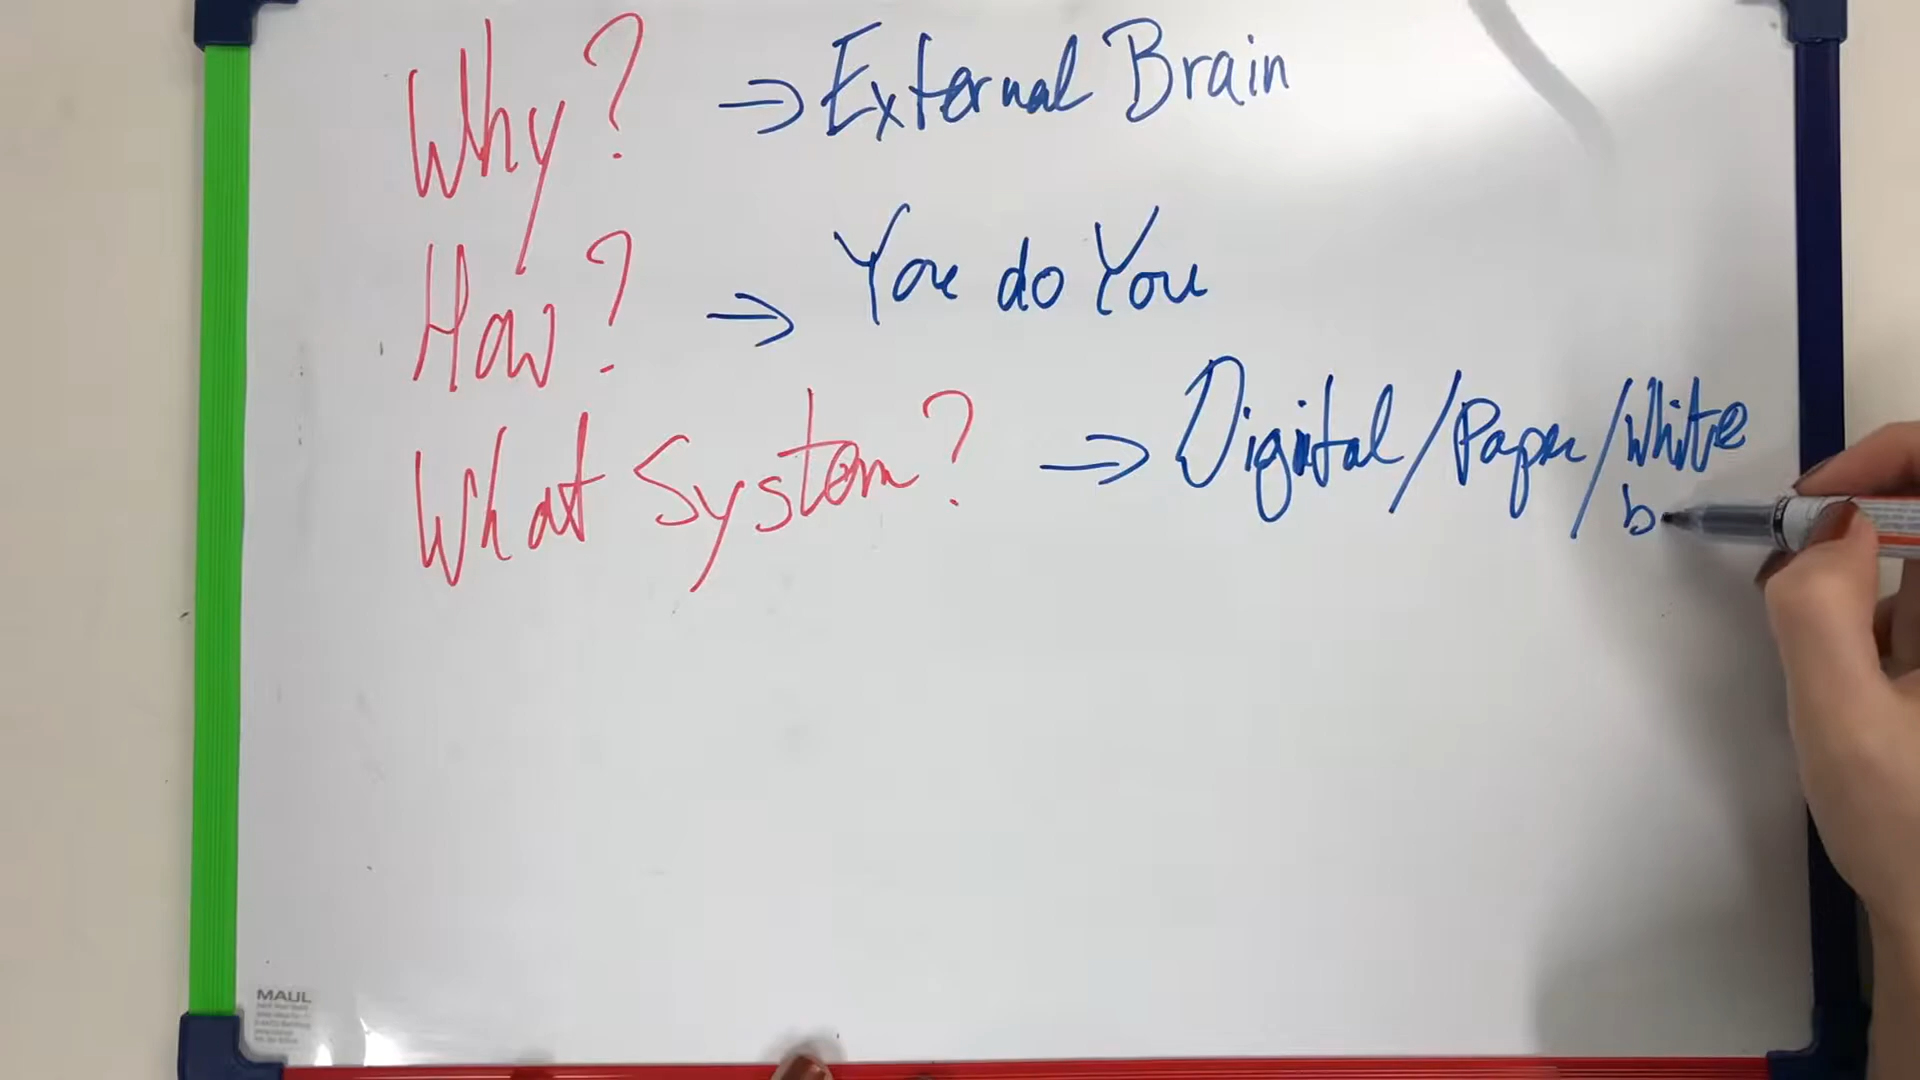 Why? → External Brain
How? → You do You
What System? → Digital/Paper/White
b
MAUL